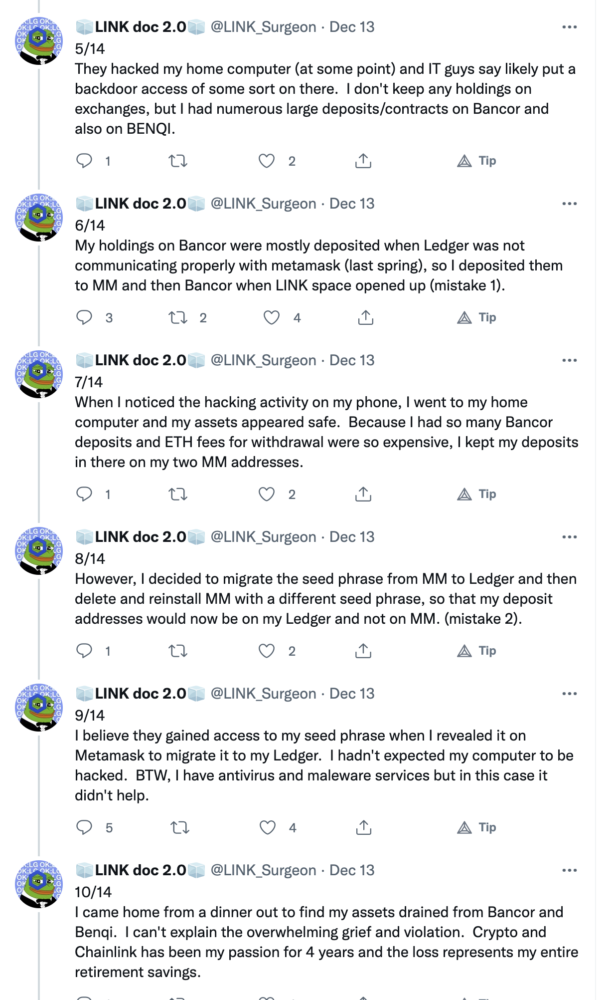 LINK doc 2.0 @LINK_Surgeon · Dec 13
5/14
They hacked my home computer (at some point) and IT guys say likely put a
backdoor access of some sort on there.  I don't keep any holdings on
exchanges, but I had numerous large deposits/contracts on Bancor and
also on BENQI.
1 2 Tip
LINK doc 2.0 @LINK_Surgeon · Dec 13
6/14
My holdings on Bancor were mostly deposited when Ledger was not
communicating properly with metamask (last spring), so I deposited them
to MM and then Bancor when LINK space opened up (mistake 1).
3 2 4 Tip
LINK doc 2.0 @LINK_Surgeon · Dec 13
7/14
When I noticed the hacking activity on my phone, I went to my home
computer and my assets appeared safe.  Because I had so many Bancor
deposits and ETH fees for withdrawal were so expensive, I kept my deposits
in there on my two MM addresses.
1 2 Tip
LINK doc 2.0 @LINK_Surgeon · Dec 13
8/14
However, I decided to migrate the seed phrase from MM to Ledger and then
delete and reinstall MM with a different seed phrase, so that my deposit
addresses would now be on my Ledger and not on MM. (mistake 2).
1 2 Tip
LINK doc 2.0 @LINK_Surgeon · Dec 13
9/14
I believe they gained access to my seed phrase when I revealed it on
Metamask to migrate it to my Ledger.  I hadn't expected my computer to be
hacked.  BTW, I have antivirus and maleware services but in this case it
didn't help.
5 4 Tip
LINK doc 2.0 @LINK_Surgeon · Dec 13
10/14
I came home from a dinner out to find my assets drained from Bancor and
Benqi.  I can't explain the overwhelming grief and violation.  Crypto and
Chainlink has been my passion for 4 years and the loss represents my entire
retirement savings.